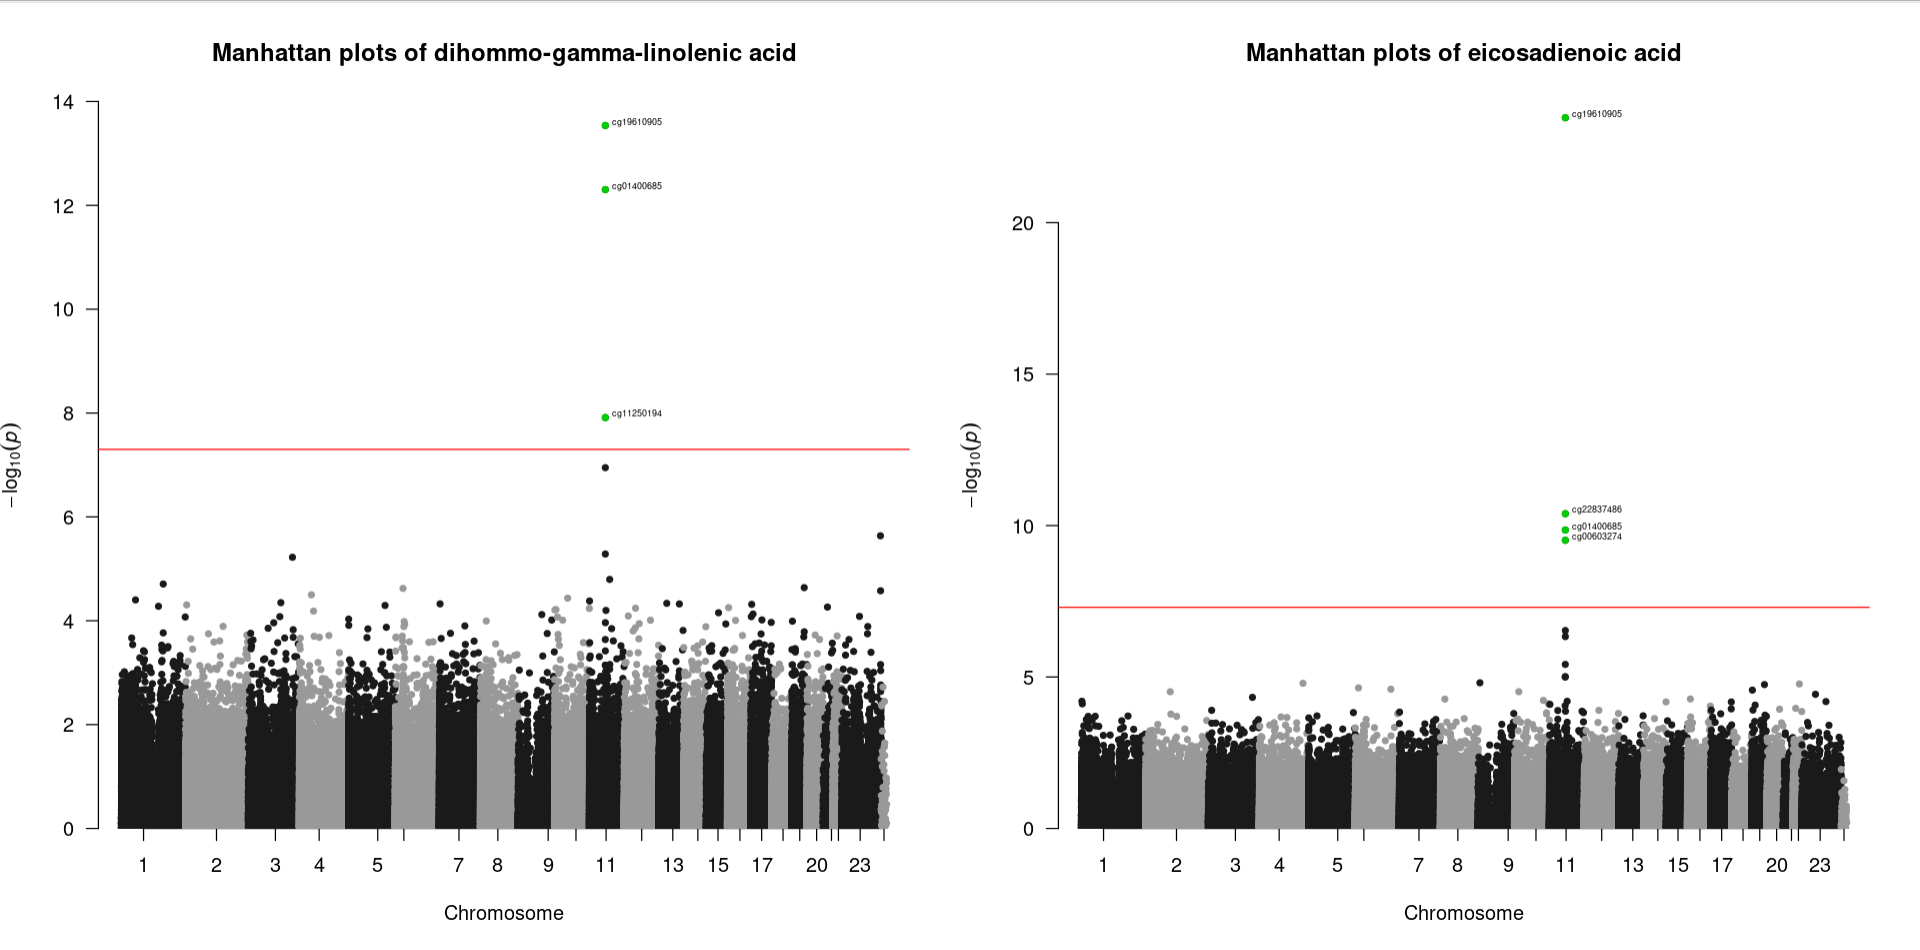 Manhattan plots of dihommo-gamma-linolenic acid
14
12
10
8
6
4
2
0
−log10(p)
cg19610905
cg01400685
cg11250194
1 2 3 4 5 7 8 9 11 13 15 17 20 23
Chromosome
Manhattan plots of eicosadienoic acid
20
15
10
5
0
−log10(p)
cg19610905
cg22837486
cg01400685
cg00603274
1 2 3 4 5 7 8 9 11 13 15 17 20 23
Chromosome